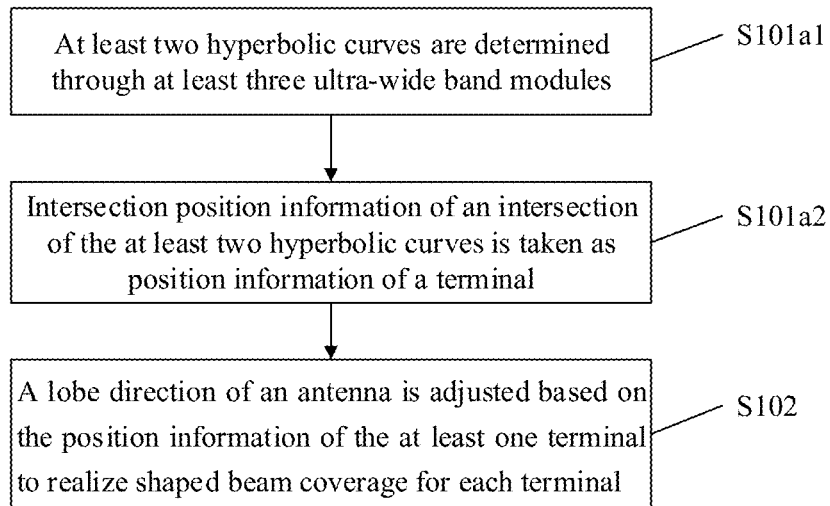 At least two hyperbolic curves are determined
through at least three ultra-wide band modules
S101a1
Intersection position information of an intersection
of the at least two hyperbolic curves is taken as
position information of a terminal
S101a2
A lobe direction of an antenna is adjusted based on
the position information of the at least one terminal
to realize shaped beam coverage for each terminal
S102